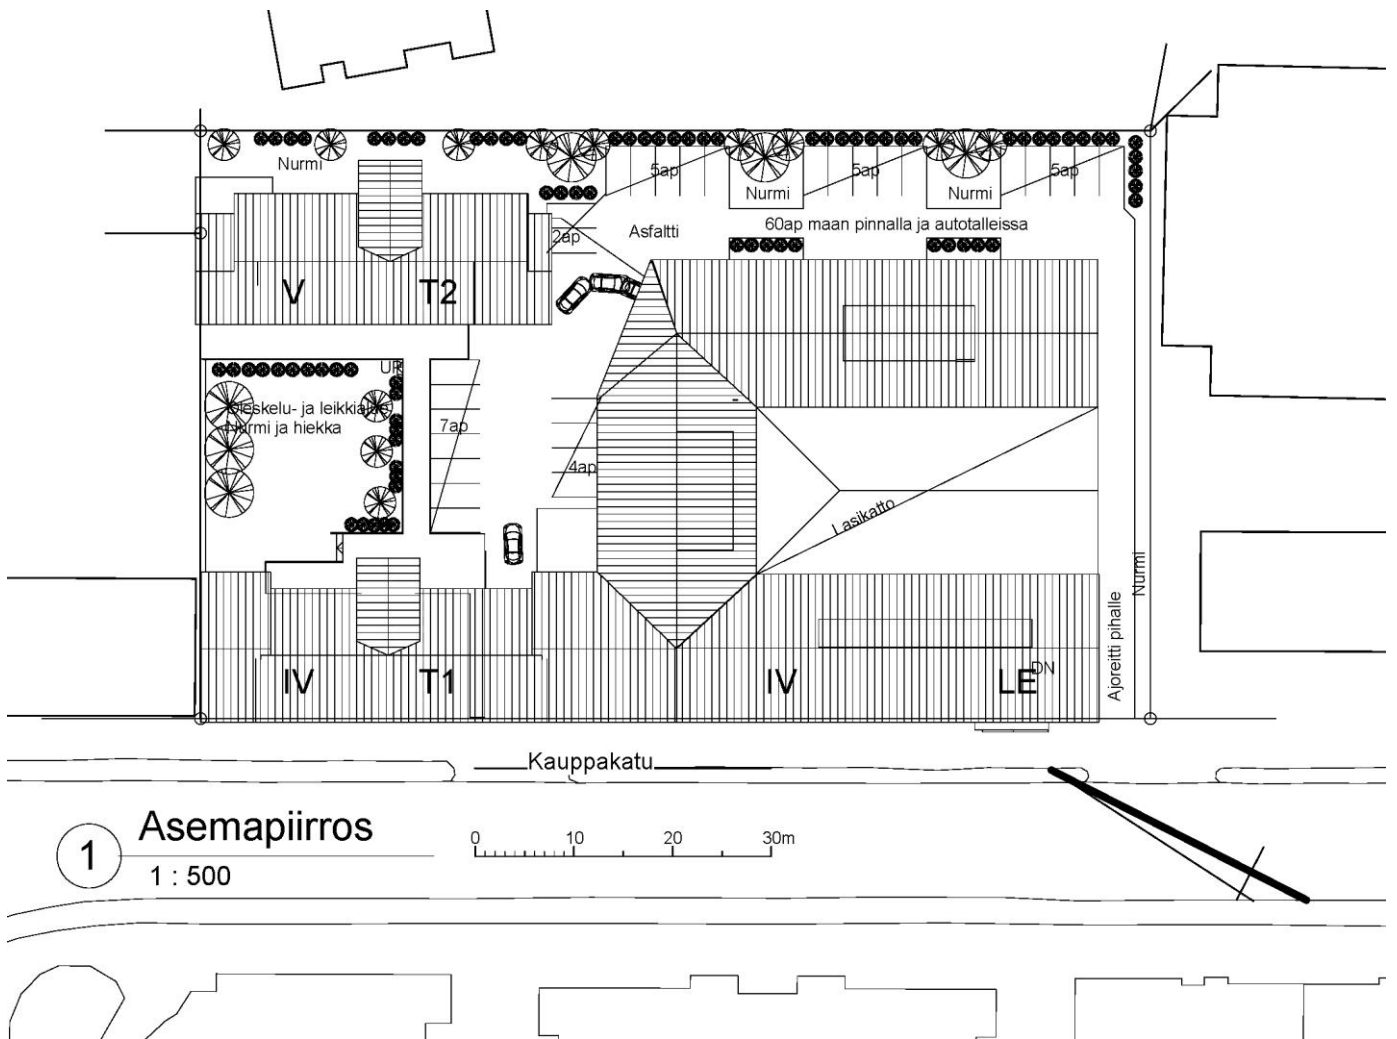 5ap
5ap
5ap
Nurmi
Nurmi
Nurmi
60ap maan pinnalla ja autotalleissa
Asfaltti
2ap
V
T2
UR
Oleskelu- ja leikkialue
Nurmi ja hiekka
7ap
4ap
Lasikatto
Nurmi
Ajoreitti pihalle
IV
T1
IV
LE
DN
Kauppakatu
Asemapiirros
1
1 : 500
0 10 20 30m